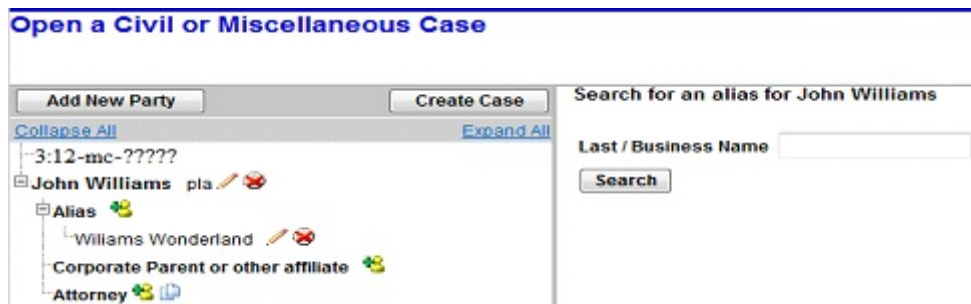 Open a Civil or Miscellaneous Case
Add New Party
Create Case
Collapse All
Expand All
3:12-mc-?????
John Williams pla
Alias
Wiliams Wonderland
Corporate Parent or other affiliate
Attorney
Search for an alias for John Williams
Last / Business Name
Search